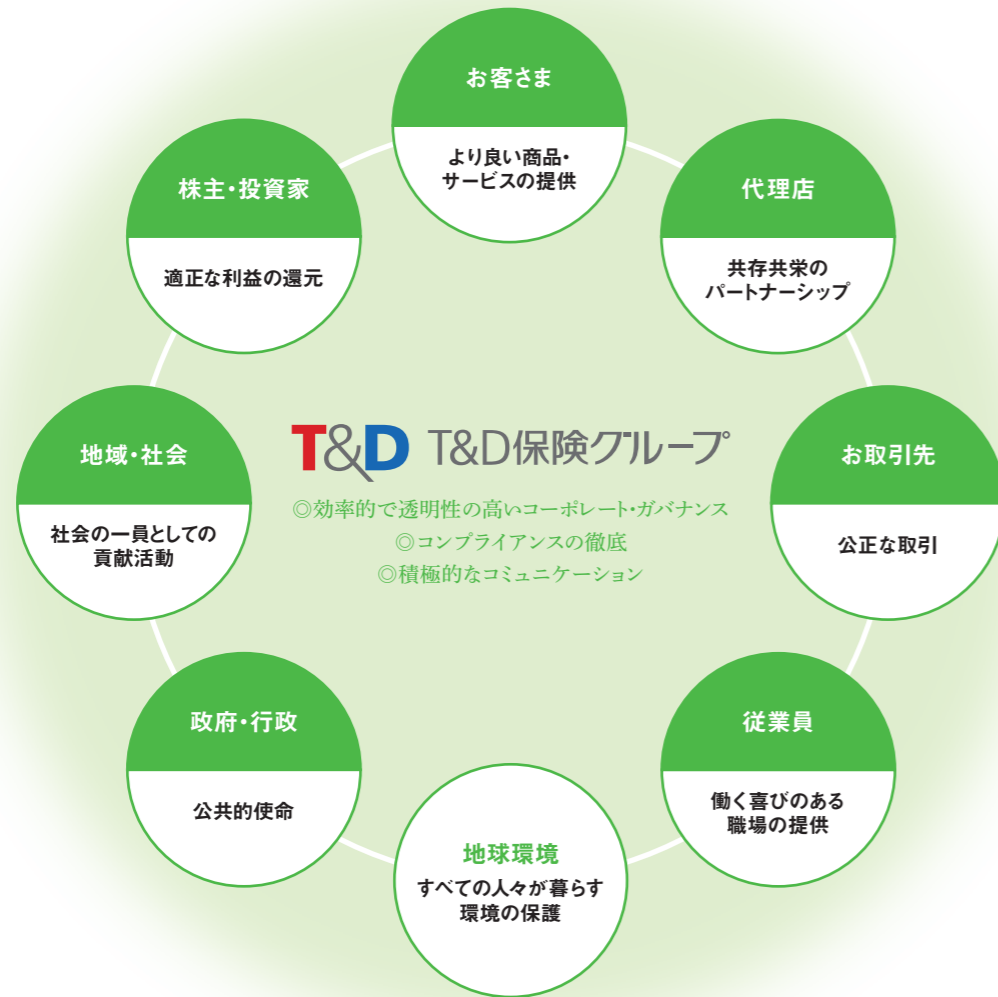 お客さま
より良い商品・
サービスの提供
代理店
共存共栄の
パートナーシップ
お取引先
公正な取引
従業員
働く喜びのある
職場の提供
地球環境
すべての人々が暮らす
環境の保護
政府・行政
公共的使命
地域・社会
社会の一員としての
貢献活動
株主・投資家
適正な利益の還元
T&D T&D保険グループ
◎効率的で透明性の高いコーポレート・ガバナンス
◎コンプライアンスの徹底
◎積極的なコミュニケーション